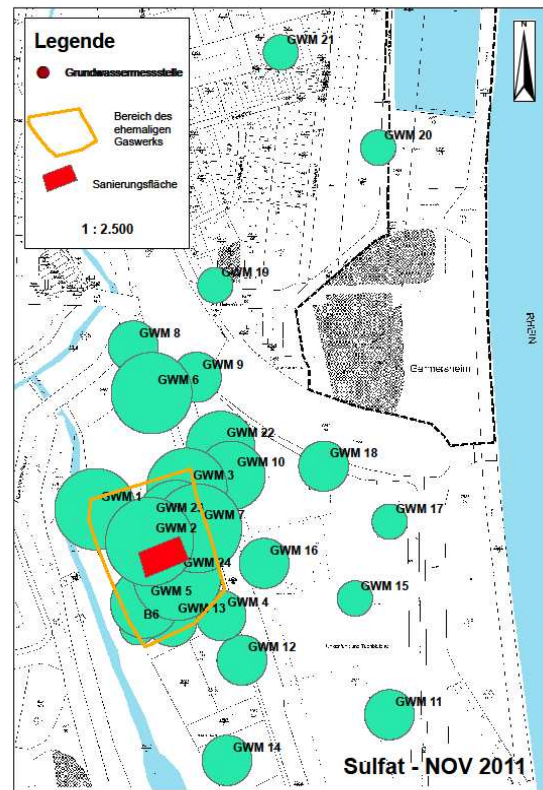 Legende
Grundwassermessstelle
Bereich des
ehemaligen
Gaswerks
Sanierungsfläche
1 : 2.500
N
GWM 21
GWM 20
GWM 19
RHEIN
GWM 8
GWM 9
GWM 6
Germersheim
GWM 22
GWM 18
GWM 3
GWM 10
GWM 1
GWM 23
GWM 7
GWM 17
GWM 2
GWM 24
GWM 16
GWM 5
GWM 15
B6
GWM 13
GWM 4
GWM 12
GWM 11
GWM 14
Sulfat - NOV 2011